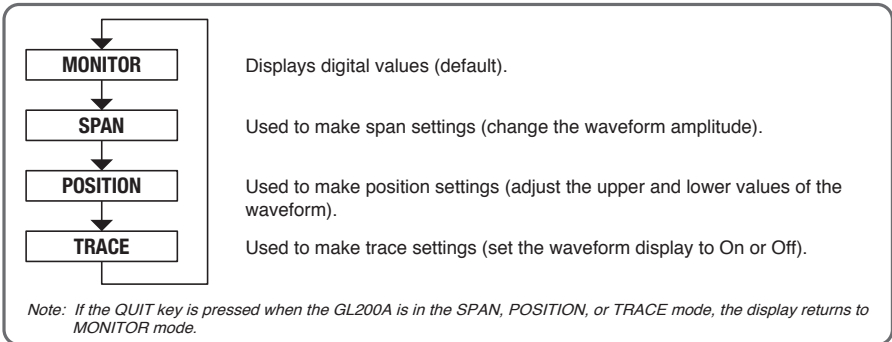 MONITOR
Displays digital values (default).
SPAN
Used to make span settings (change the waveform amplitude).
POSITION
Used to make position settings (adjust the upper and lower values of the
waveform).
TRACE
Used to make trace settings (set the waveform display to On or Off).
Note: If the QUIT key is pressed when the GL200A is in the SPAN, POSITION, or TRACE mode, the display returns to
MONITOR mode.